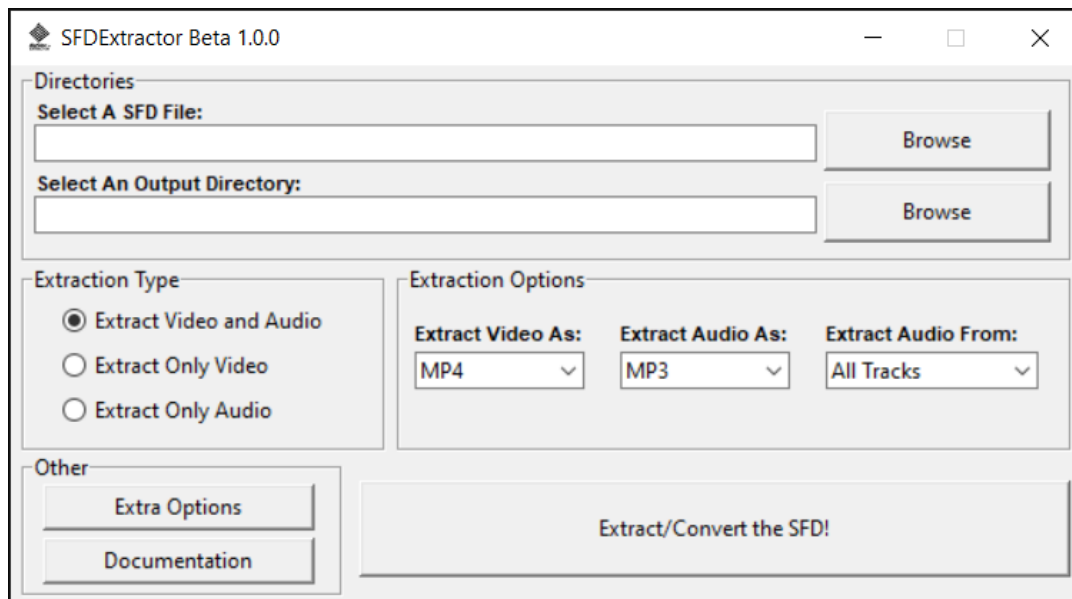 SFDExtractor Beta 1.0.0
Directories
Select A SFD File:
Browse
Select An Output Directory:
Browse
Extraction Type
Extract Video and Audio
Extract Only Video
Extract Only Audio
Extraction Options
Extract Video As: Extract Audio As: Extract Audio From:
MP4 MP3 All Tracks
Other
Extra Options
Documentation
Extract/Convert the SFD!